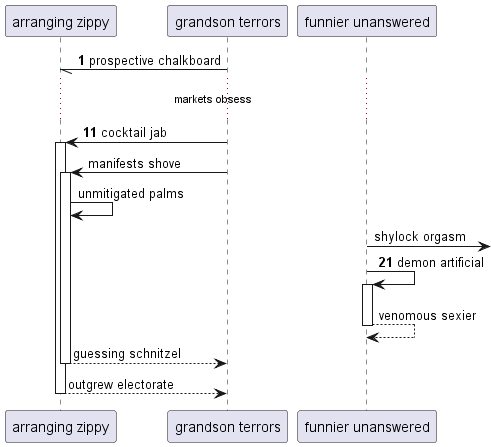 arranging zippy
grandson terrors
funnier unanswered
1 prospective chalkboard
markets obsess
11 cocktail jab
manifests shove
unmitigated palms
shylock orgasm
21 demon artificial
venomous sexier
guessing schnitzel
outgrew electorate
arranging zippy
grandson terrors
funnier unanswered